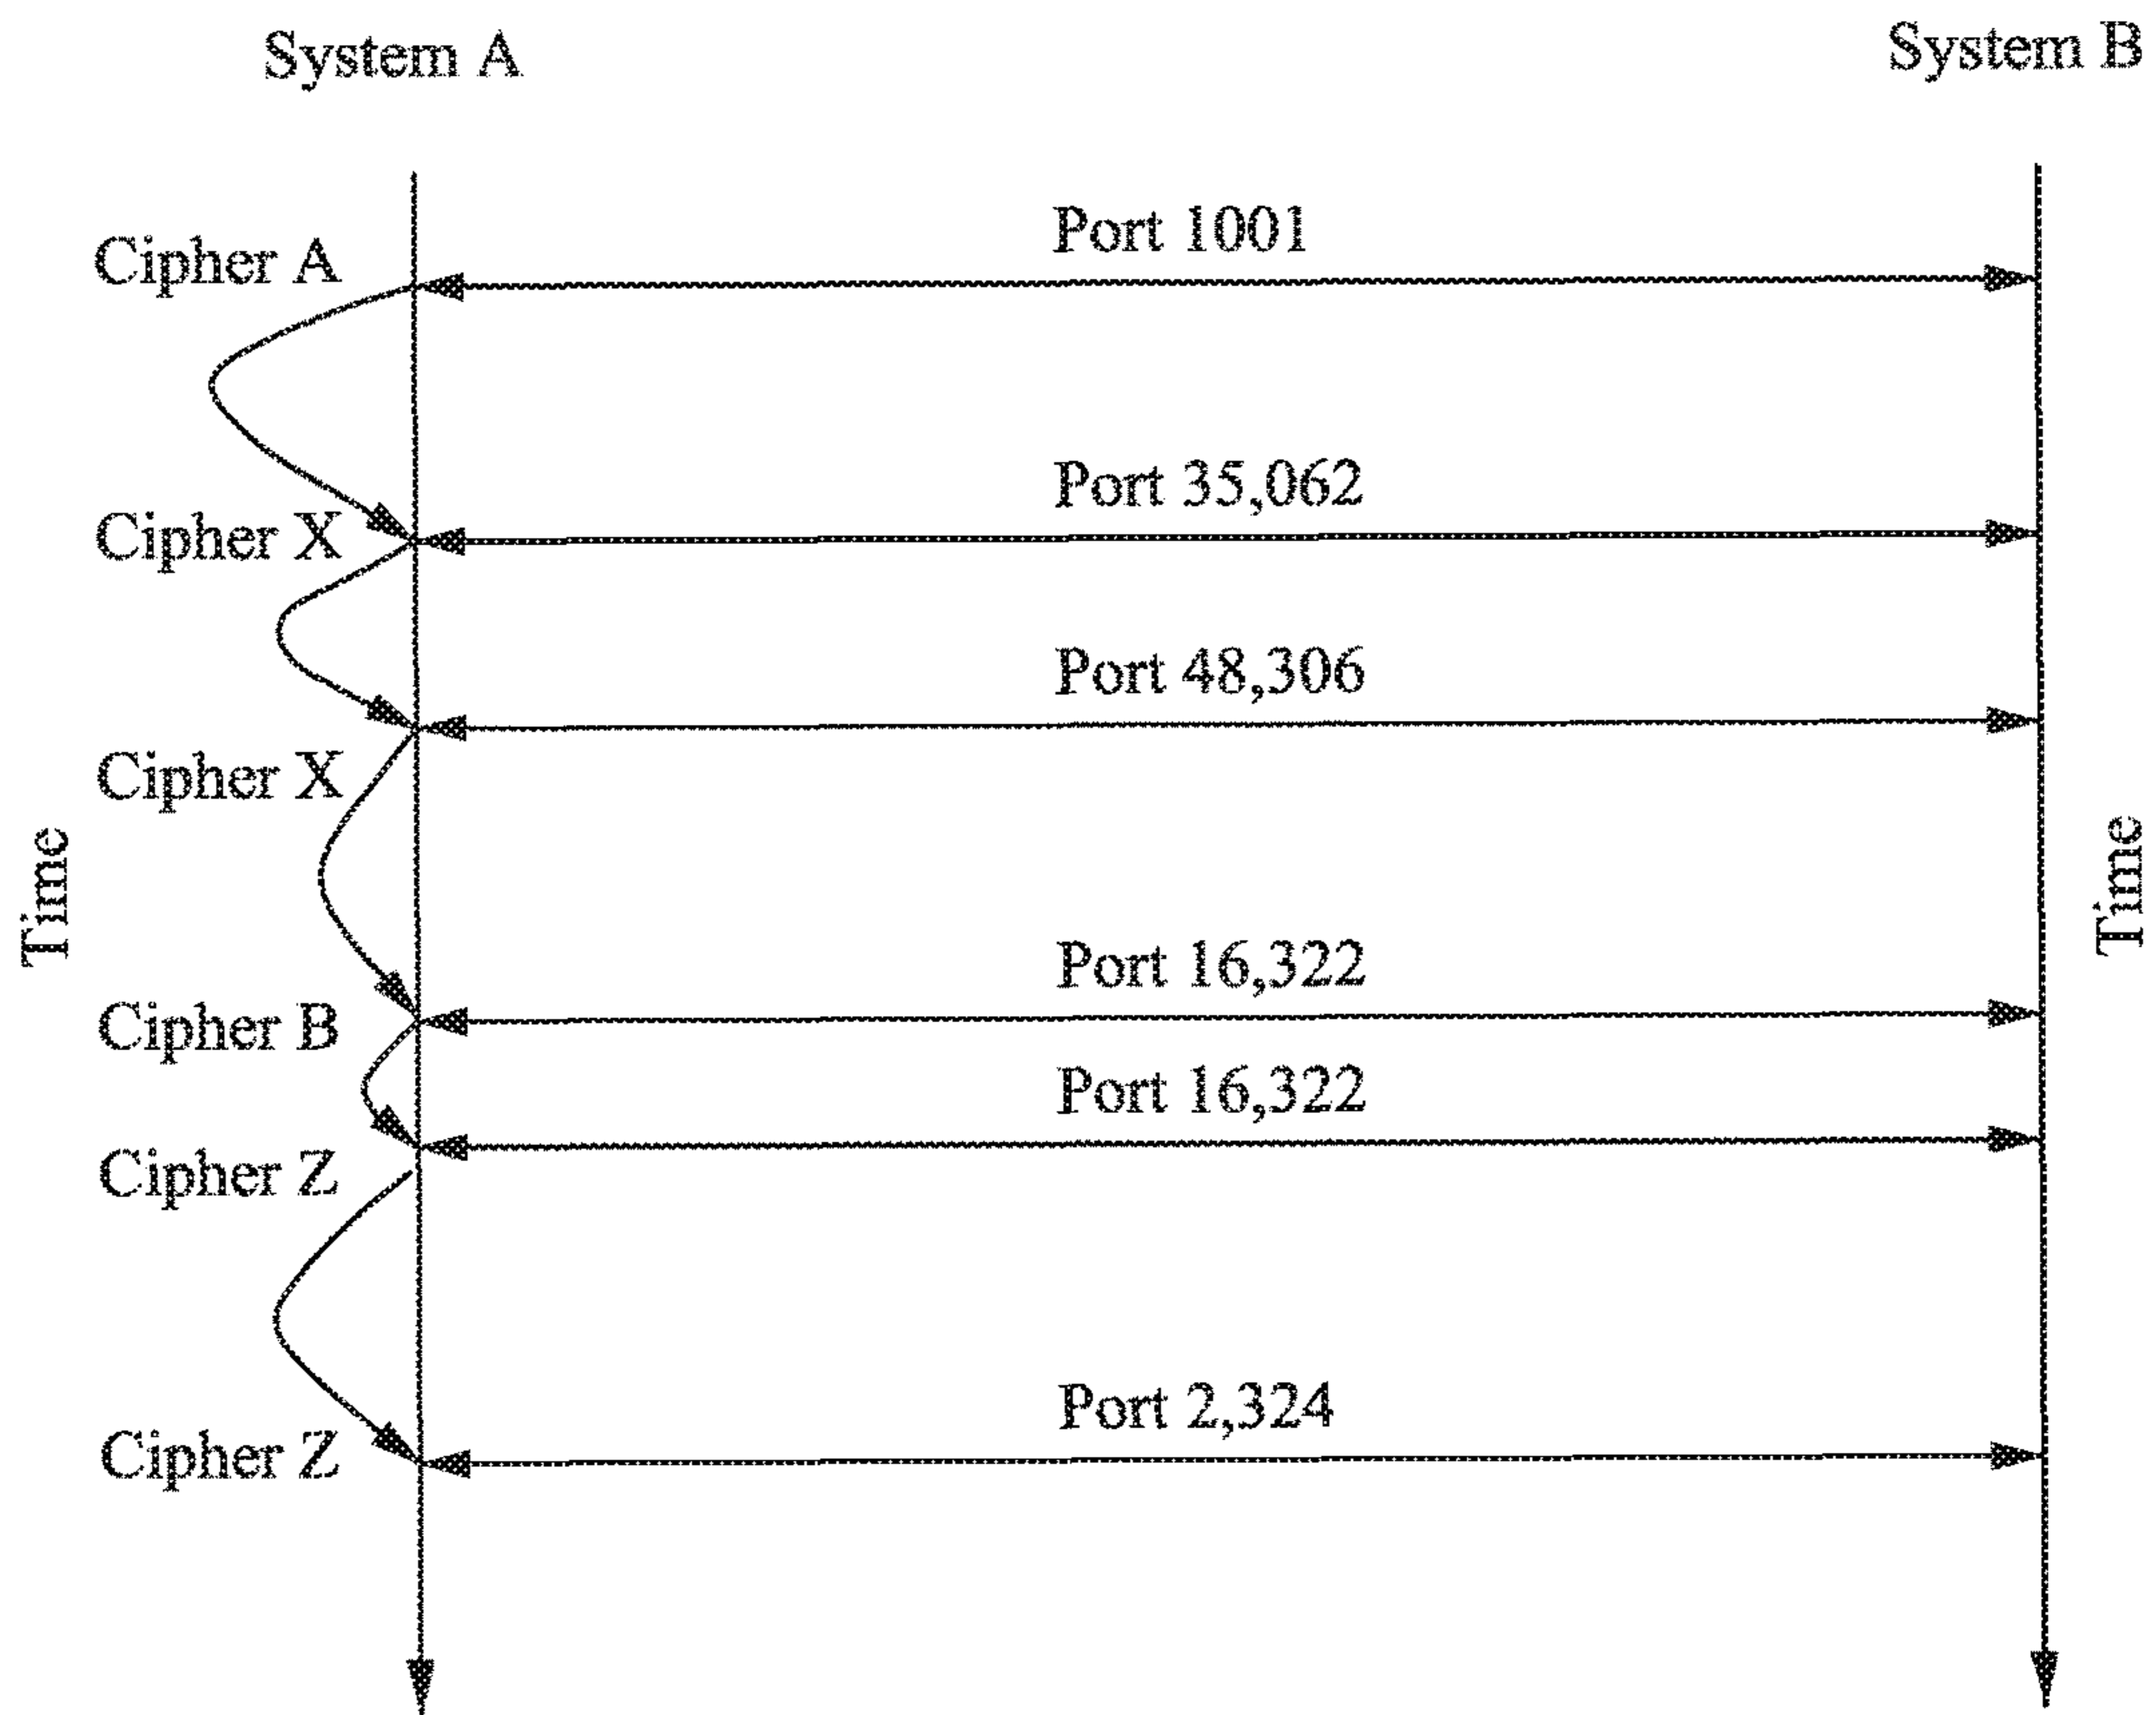 System A
System B
Port 1001
Cipher A
Port 35,062
Cipher X
Port 48,306
Cipher X
Time
Time
Port 16,322
Cipher B
Port 16,322
Cipher Z
Port 2,324
Cipher Z